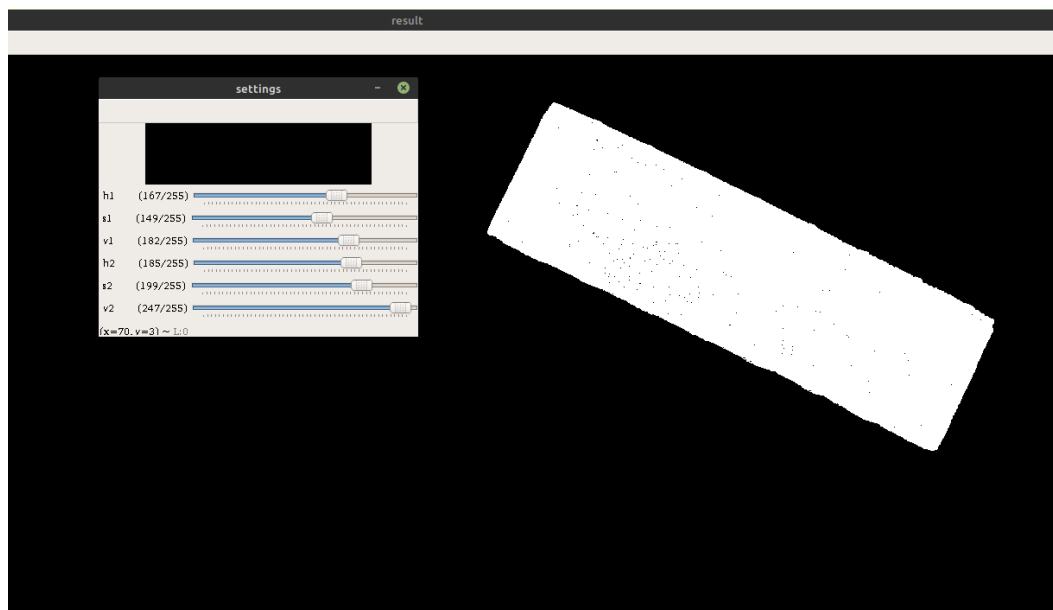 result
settings
h1 (167/255)
s1 (149/255)
v1 (182/255)
h2 (185/255)
s2 (199/255)
v2 (247/255)
(x=70, y=3) ~ L:0